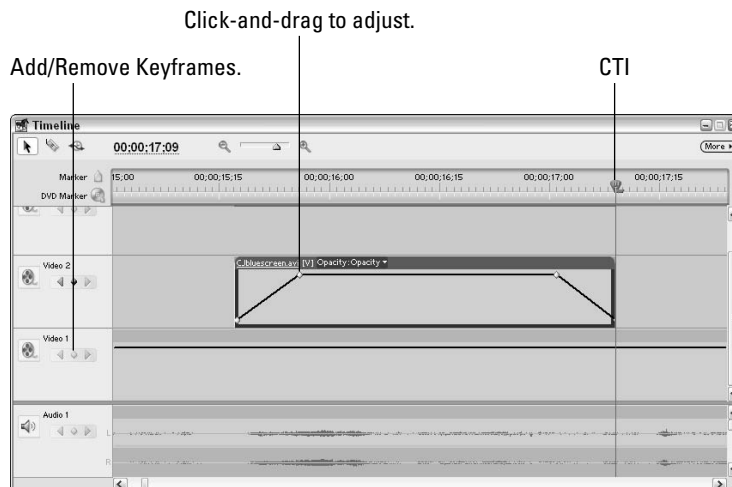 Click-and-drag to adjust.
Add/Remove Keyframes.
CTI
Timeline
00;00;17;09
More
Marker
15;00 00;00;15;15 00;00;16;00 00;00;16;15 00;00;17;00 00;00;17;15
DVD Marker
Video 2
CJbluescreen.avi [V] Opacity:Opacity
Video 1
Audio 1
L
R